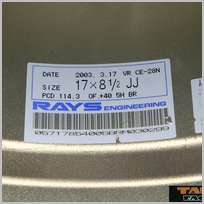 DATE 2003. 3.17 VR CE-28N
SIZE 17×8½ JJ
PCD 114.3 OF.+40 5H BR
RAYS ENGINEERING